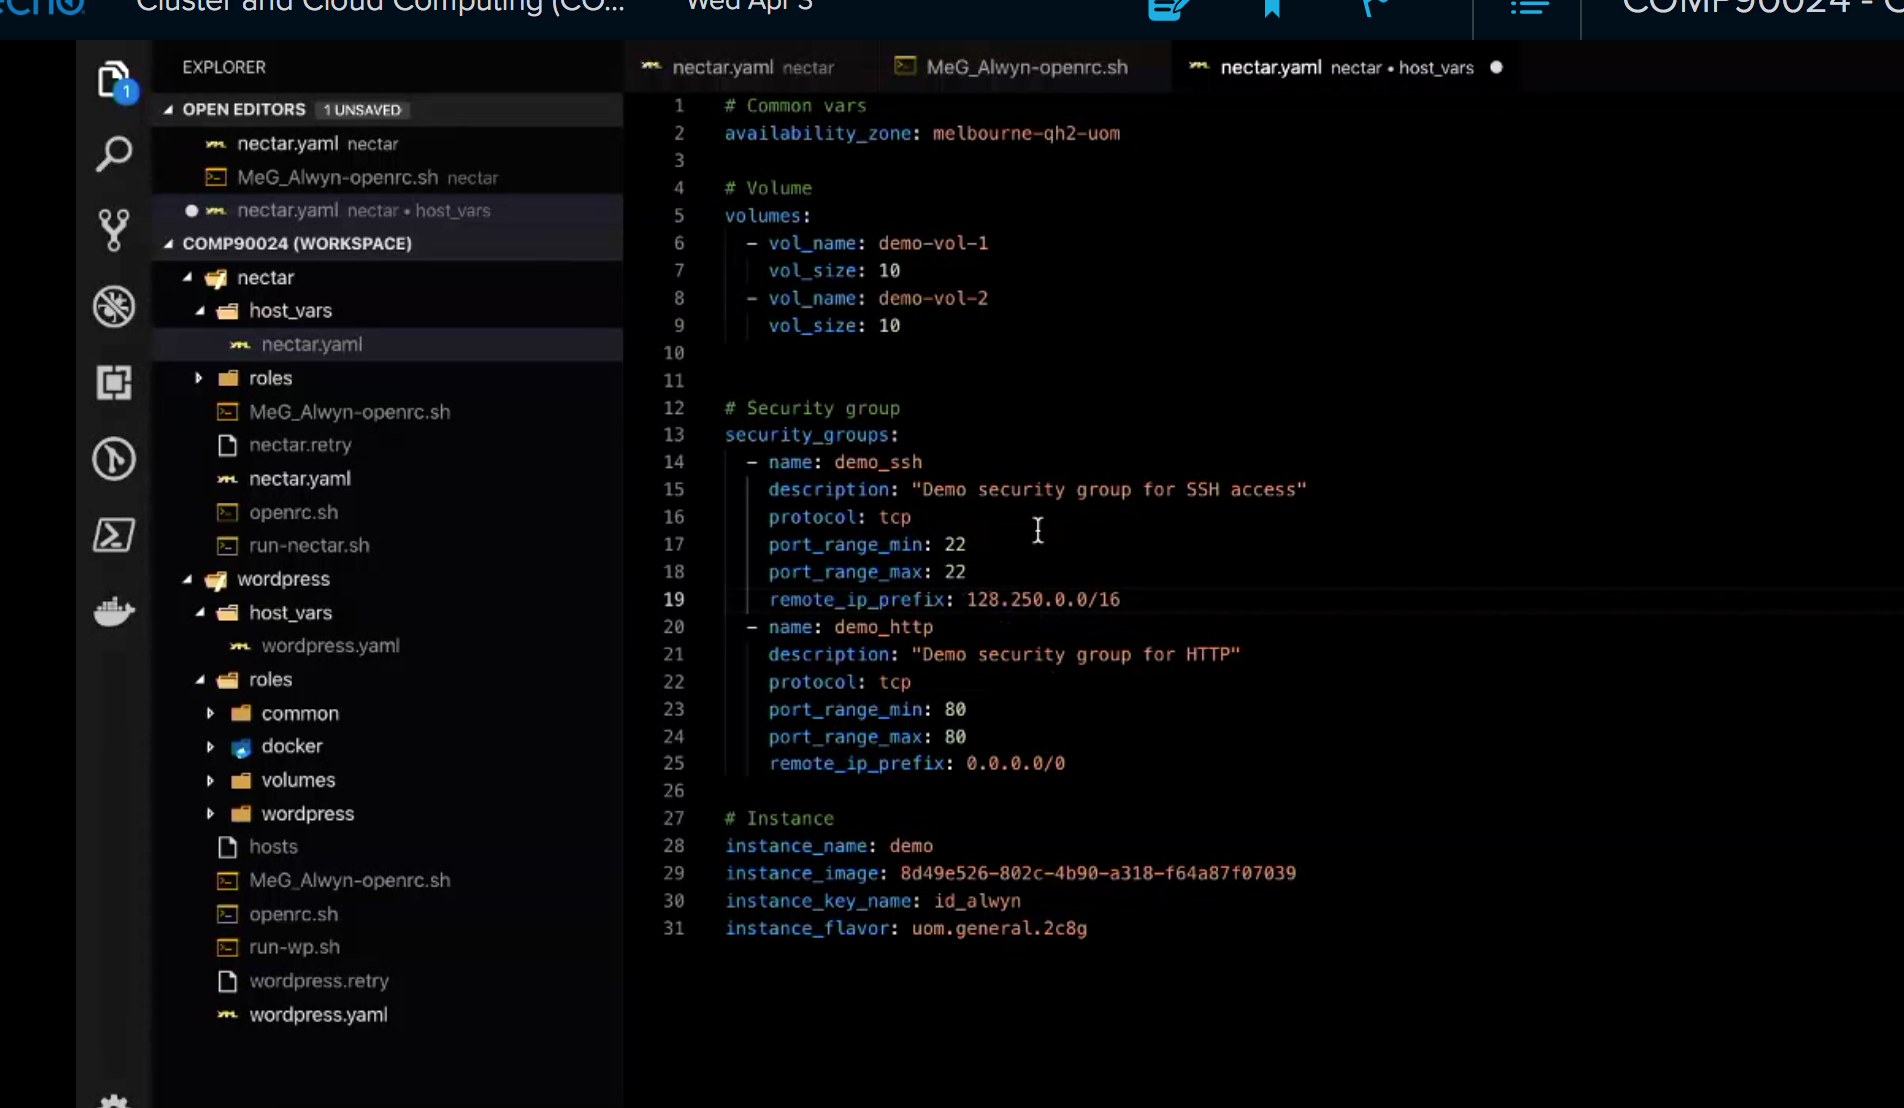 Cluster and Cloud Computing (CO...
Wed Apr 3
COMP90024 -
EXPLORER
OPEN EDITORS 1 UNSAVED
nectar.yaml nectar
MeG_Alwyn-openrc.sh nectar
nectar.yaml nectar • host_vars
COMP90024 (WORKSPACE)
nectar
host_vars
nectar.yaml
roles
MeG_Alwyn-openrc.sh
nectar.retry
nectar.yaml
openrc.sh
run-nectar.sh
wordpress
host_vars
wordpress.yaml
roles
common
docker
volumes
wordpress
hosts
MeG_Alwyn-openrc.sh
openrc.sh
run-wp.sh
wordpress.retry
wordpress.yaml
1
nectar.yaml nectar
MeG_Alwyn-openrc.sh
nectar.yaml nectar • host_vars
1 # Common vars
2 availability_zone: melbourne-qh2-uom
3
4 # Volume
5 volumes:
6 - vol_name: demo-vol-1
7 vol_size: 10
8 - vol_name: demo-vol-2
9 vol_size: 10
10
11
12 # Security group
13 security_groups:
14 - name: demo_ssh
15 description: "Demo security group for SSH access"
16 protocol: tcp
17 port_range_min: 22
18 port_range_max: 22
19 remote_ip_prefix: 128.250.0.0/16
20 - name: demo_http
21 description: "Demo security group for HTTP"
22 protocol: tcp
23 port_range_min: 80
24 port_range_max: 80
25 remote_ip_prefix: 0.0.0.0/0
26
27 # Instance
28 instance_name: demo
29 instance_image: 8d49e526-802c-4b90-a318-f64a87f07039
30 instance_key_name: id_alwyn
31 instance_flavor: uom.general.2c8g